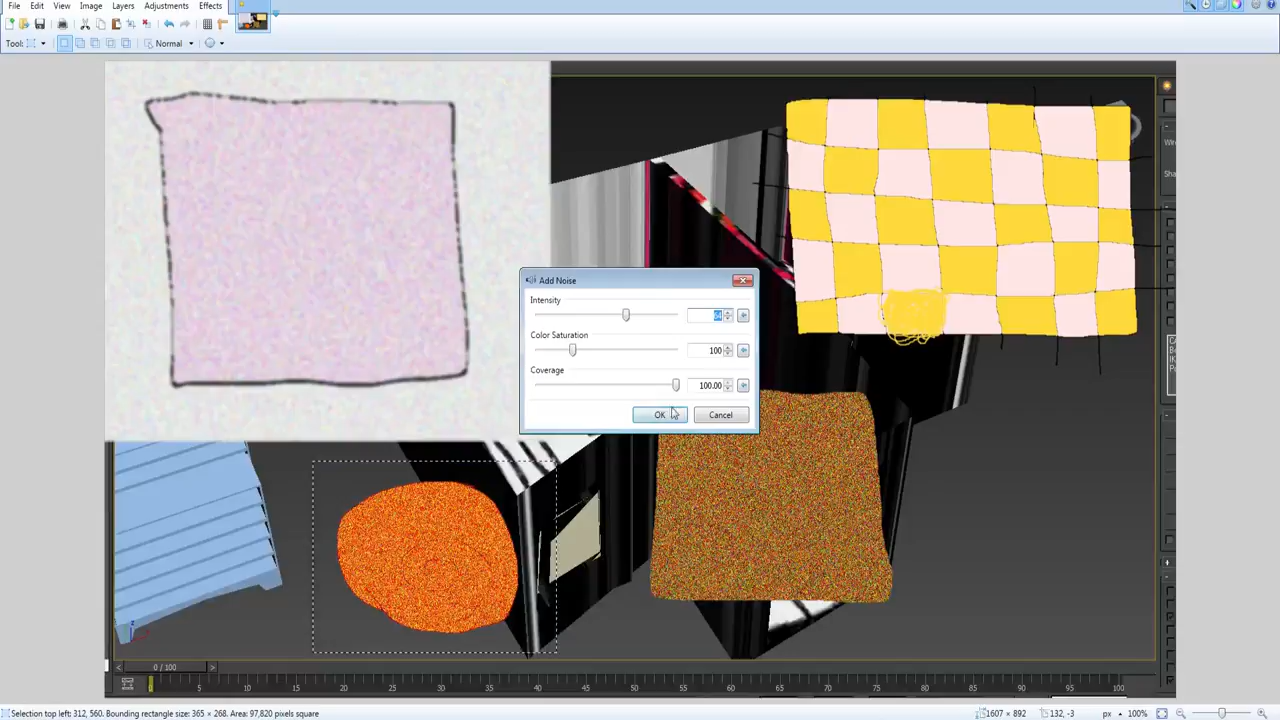 File Edit View Image Layers Adjustments Effects
Tool: Normal
Add Noise
Intensity
64
Color Saturation
100
Coverage
100.00
OK Cancel
0 / 100
0 5 10 15 20 25 30 35 40 45 50 55 60 65 70 75 80 85 90 95 100
Selection top left: 312, 560. Bounding rectangle size: 365 × 268. Area: 97,820 pixels square
1607 × 892 132, -3 px 100%